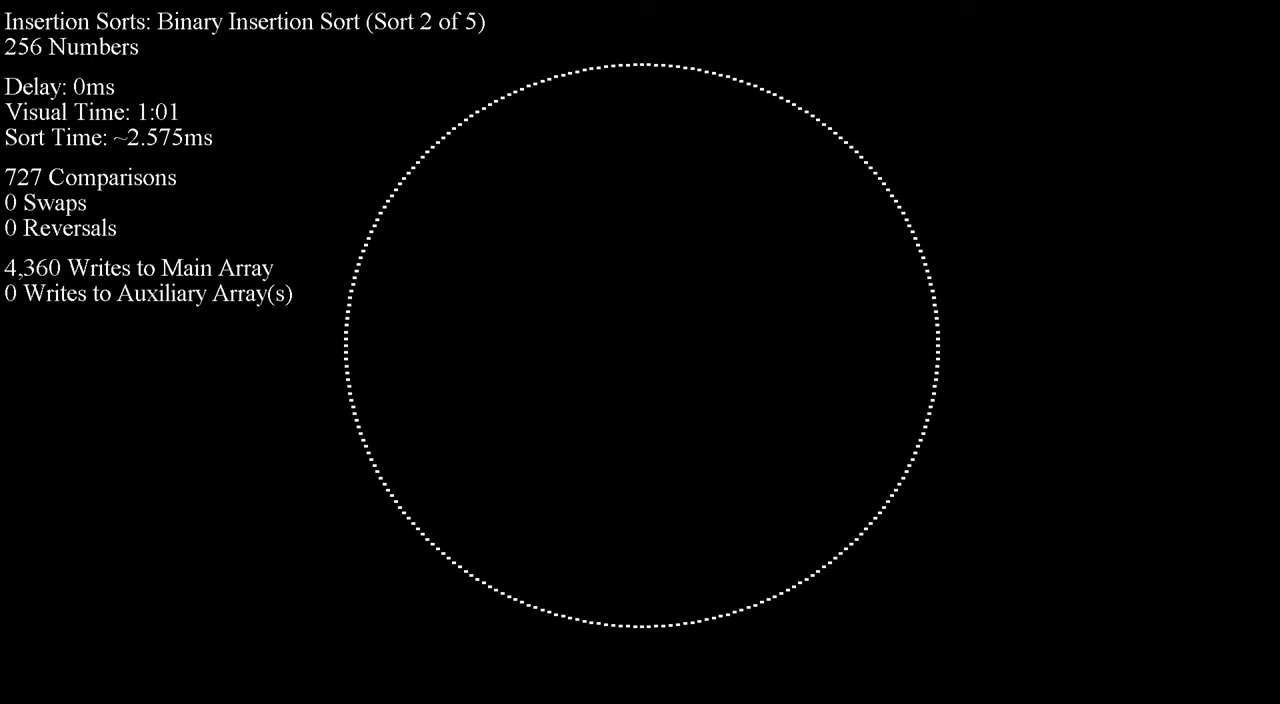 Insertion Sorts: Binary Insertion Sort (Sort 2 of 5)
256 Numbers
Delay: 0ms
Visual Time: 1:01
Sort Time: ~2.575ms
727 Comparisons
0 Swaps
0 Reversals
4,360 Writes to Main Array
0 Writes to Auxiliary Array(s)